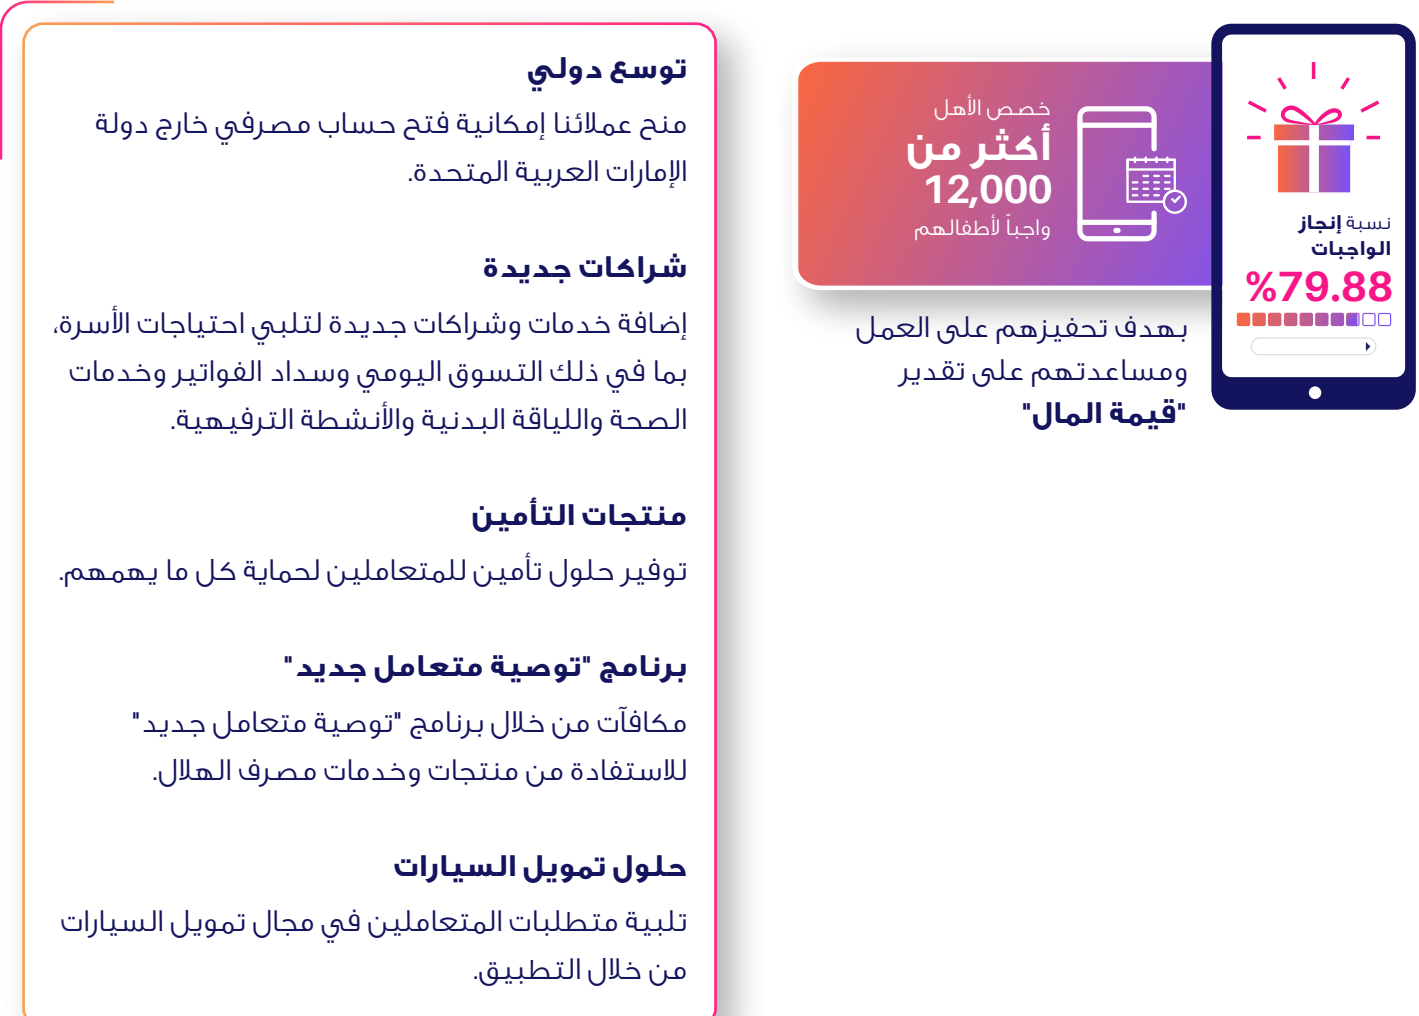 نسبة إنجاز
الواجبات
%79.88
خصص الأهل
أكثر من
12,000
واجباً لأطفالهم
بهدف تحفيزهم على العمل
ومساعدتهم على تقدير
"قيمة المال"
توسع دولي
منح عملائنا إمكانية فتح حساب مصرفي خارج دولة
الإمارات العربية المتحدة.
شراكات جديدة
إضافة خدمات وشراكات جديدة لتلبي احتياجات الأسرة،
بما في ذلك التسوق اليومي وسداد الفواتير وخدمات
الصحة واللياقة البدنية والأنشطة الترفيهية.
منتجات التأمين
توفير حلول تأمين للمتعاملين لحماية كل ما يهمهم.
برنامج "توصية متعامل جديد"
مكافآت من خلال برنامج "توصية متعامل جديد"
للاستفادة من منتجات وخدمات مصرف الهلال.
حلول تمويل السيارات
تلبية متطلبات المتعاملين في مجال تمويل السيارات
من خلال التطبيق.